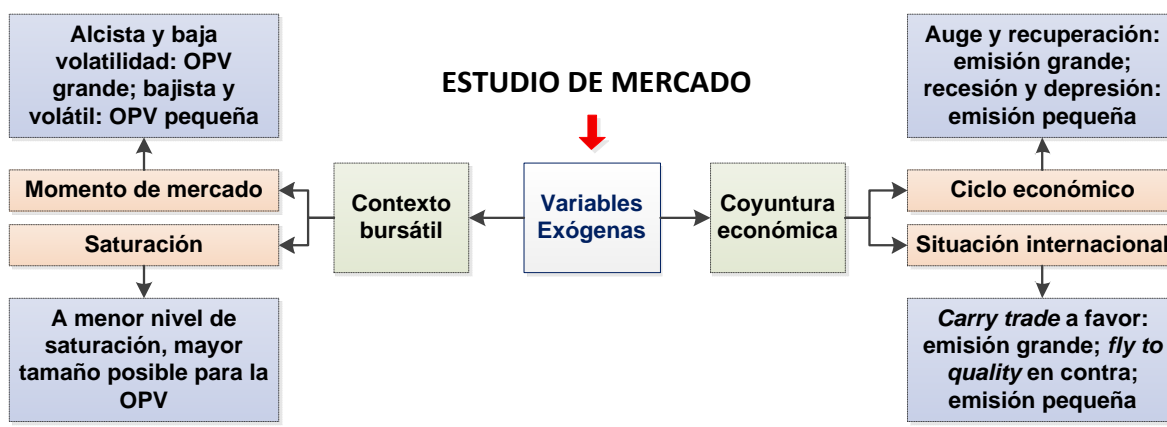 ESTUDIO DE MERCADO
Alcista y baja
volatilidad: OPV
grande; bajista y
volátil: OPV pequeña
Momento de mercado
Saturación
A menor nivel de
saturación, mayor
tamaño posible para la
OPV
Contexto
bursátil
Variables
Exógenas
Coyuntura
económica
Auge y recuperación:
emisión grande;
recesión y depresión:
emisión pequeña
Ciclo económico
Situación internacional
Carry trade a favor:
emisión grande; fly to
quality en contra;
emisión pequeña